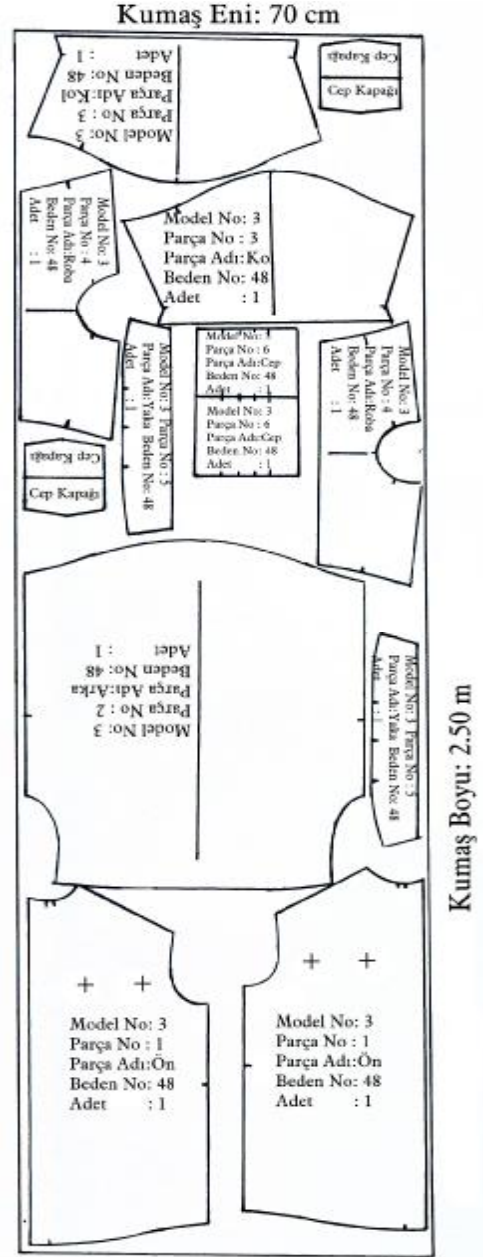 Kumaş Eni: 70 cm
Model No: 3
Parça No : 3
Parça Adı:Kol
Beden No: 48
Adet : 1
Cep Kapağı
Cep Kapağı
Model No: 3
Parça No : 4
Parça Adı:Roba
Beden No: 48
Adet : 1
Model No: 3
Parça No : 3
Parça Adı:Ko
Beden No: 48
Adet : 1
Model No: 3 Parça No : 5
Parça Adı:Yaka Beden No: 48
Adet : 1
Model No: 3
Parça No : 6
Parça Adı:Cep
Beden No: 48
Adet : 1
Model No: 3
Parça No : 6
Parça Adı:Cep
Beden No: 48
Adet : 1
Model No: 3
Parça No : 4
Parça Adı:Roba
Beden No: 48
Adet : 1
Cep Kapağı
Cep Kapağı
Model No: 3
Parça No : 2
Parça Adı:Arka
Beden No: 48
Adet : 1
Model No: 3 Parça No : 5
Parça Adı:Yaka Beden No: 48
Adet : 1
Kumaş Boyu: 2.50 m
Model No: 3
Parça No : 1
Parça Adı:Ön
Beden No: 48
Adet : 1
Model No: 3
Parça No : 1
Parça Adı:Ön
Beden No: 48
Adet : 1